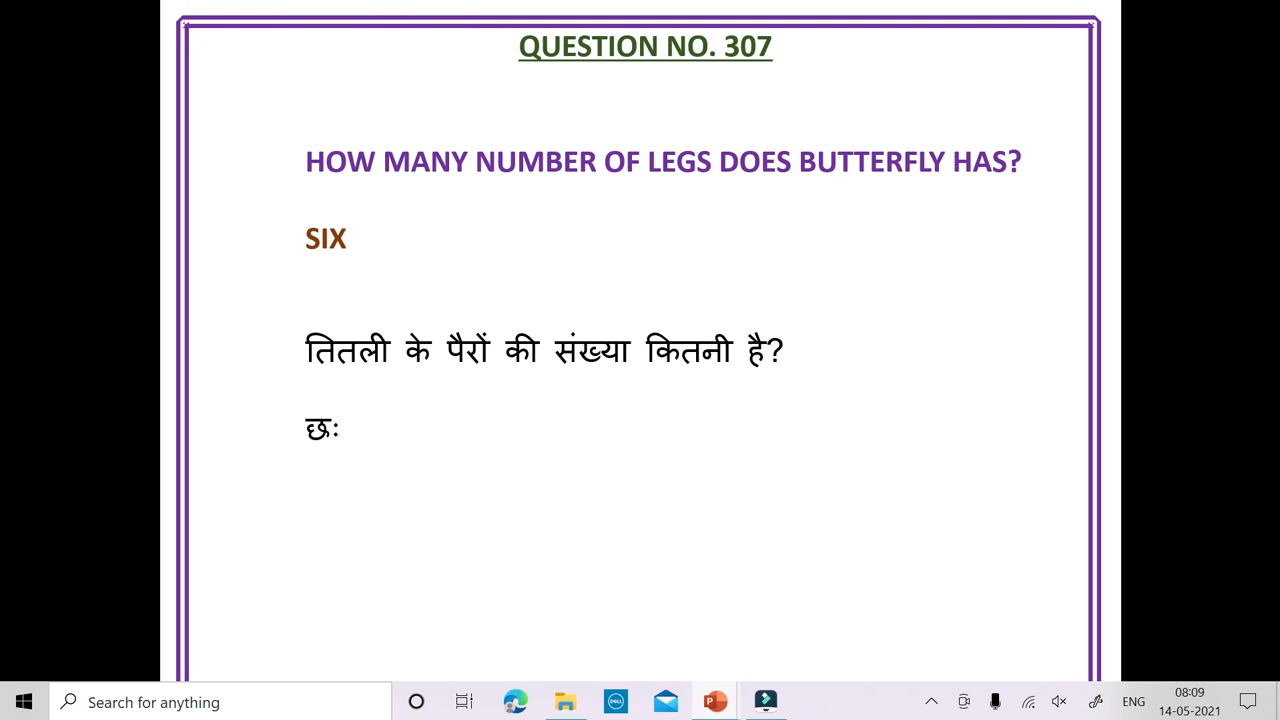 QUESTION NO. 307
HOW MANY NUMBER OF LEGS DOES BUTTERFLY HAS?
SIX
तितली के पैरों की संख्या कितनी है?
छः
Search for anything
DELL
P
ENG
08:09
14-05-2021